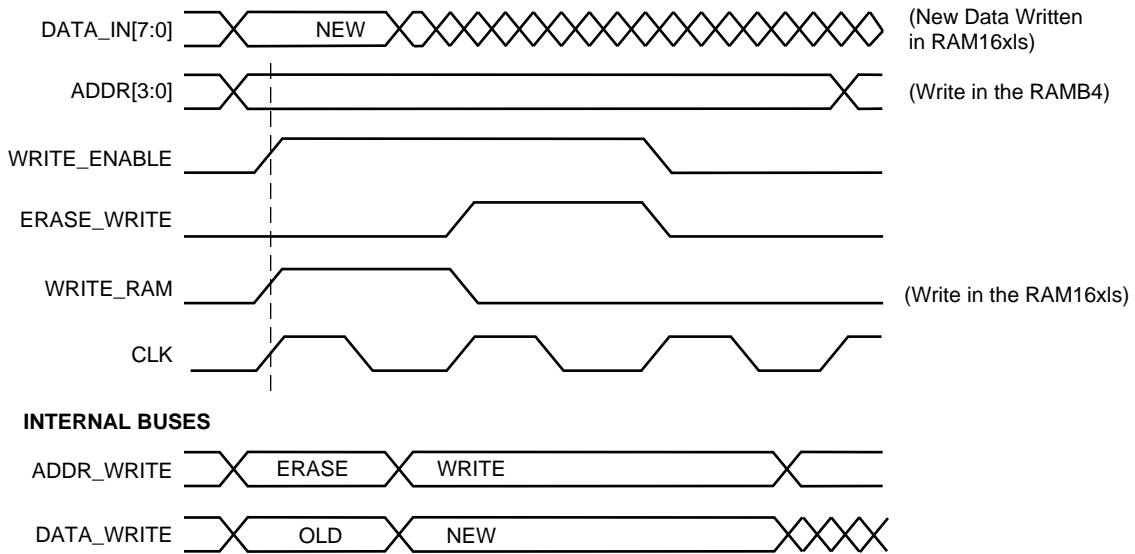 DATA_IN[7:0] NEW (New Data Written
in RAM16xls)
ADDR[3:0] (Write in the RAMB4)
WRITE_ENABLE
ERASE_WRITE
WRITE_RAM (Write in the RAM16xls)
CLK
INTERNAL BUSES
ADDR_WRITE ERASE WRITE
DATA_WRITE OLD NEW